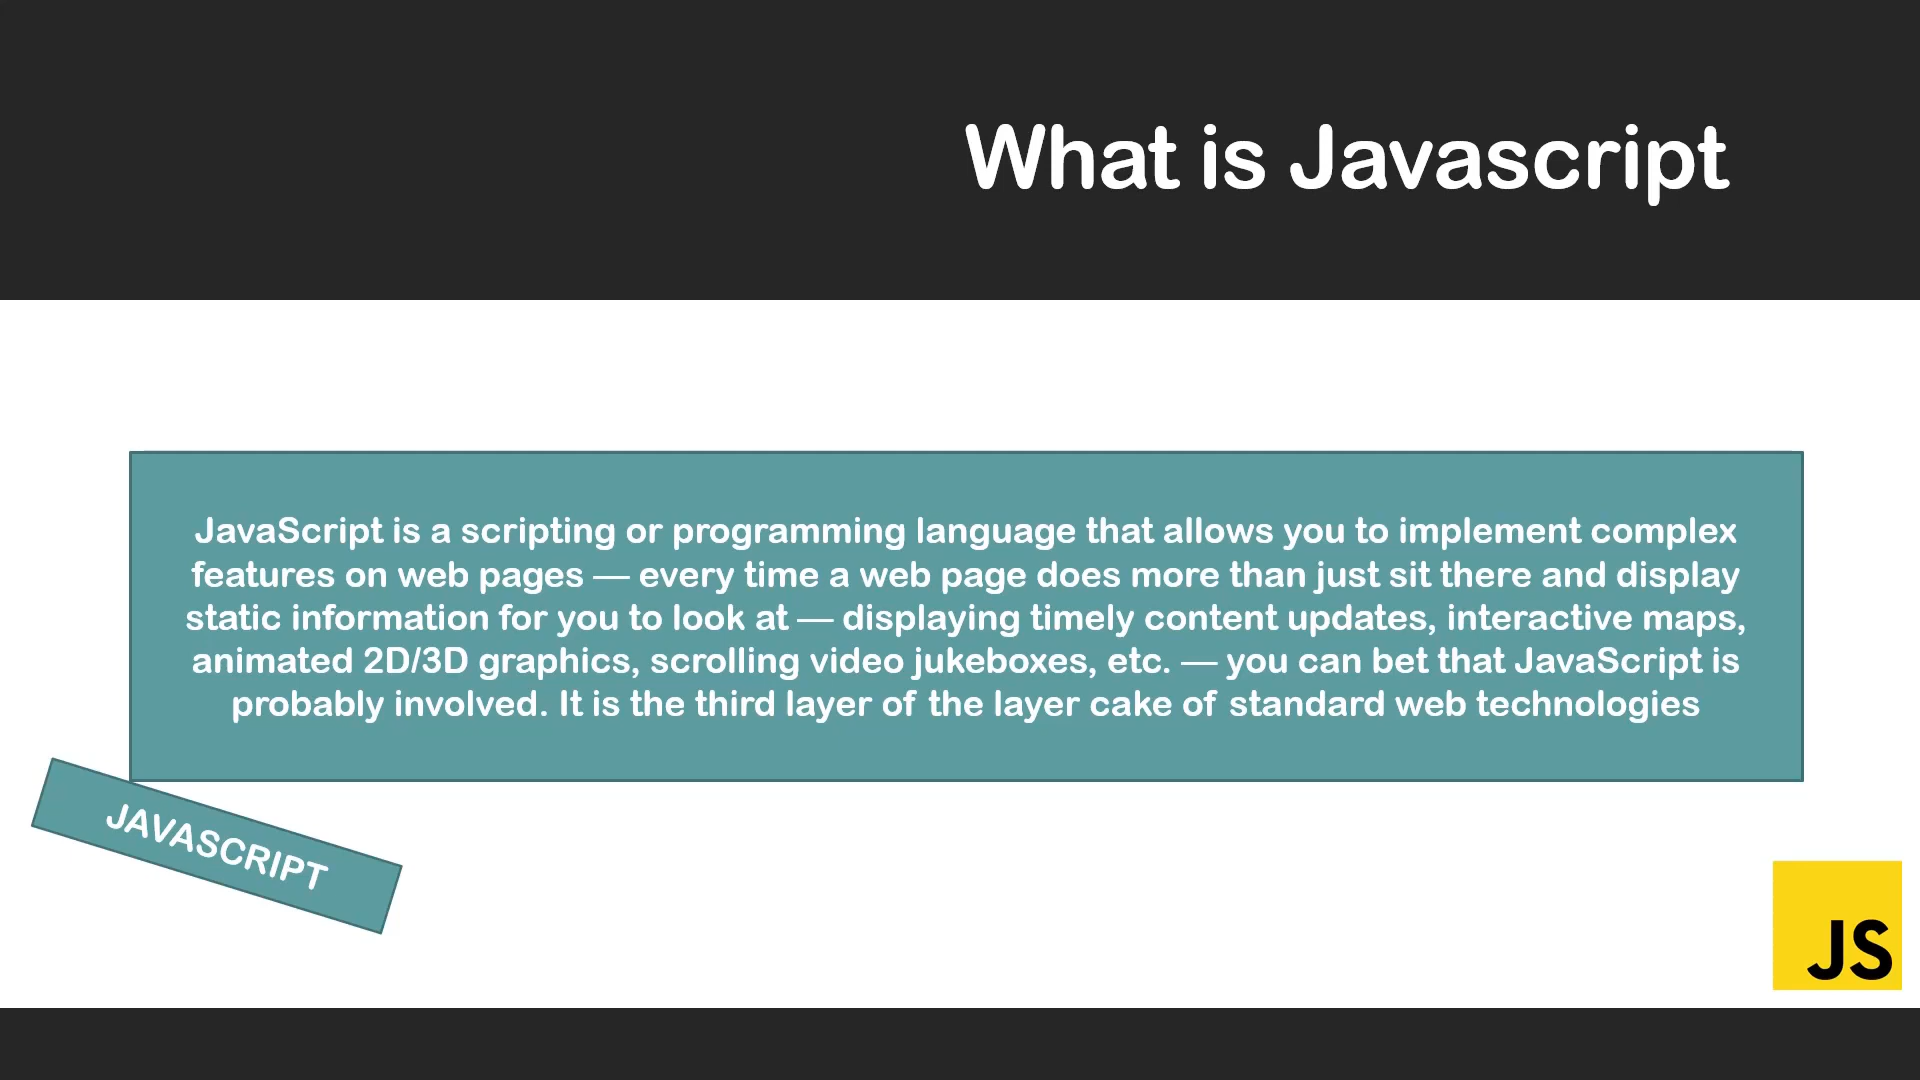 What is Javascript
JavaScript is a scripting or programming language that allows you to implement complex
features on web pages — every time a web page does more than just sit there and display
static information for you to look at — displaying timely content updates, interactive maps,
animated 2D/3D graphics, scrolling video jukeboxes, etc. — you can bet that JavaScript is
probably involved. It is the third layer of the layer cake of standard web technologies
JAVASCRIPT
JS